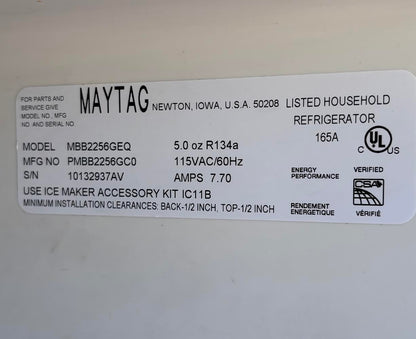 FOR PARTS AND
SERVICE GIVE
MODEL NO., MFG
NO. AND SERIAL NO.
MAYTAG NEWTON, IOWA, U.S.A. 50208
LISTED HOUSEHOLD
REFRIGERATOR
165A
C UL US
MODEL MBB2256GEQ 5.0 oz R134a
MFG NO PMBB2256GC0 115VAC/60Hz
S/N 10132937AV AMPS 7.70
ENERGY
PERFORMANCE
VERIFIED
CSA
RENDEMENT
ENERGETIQUE
VÉRIFIÉ
USE ICE MAKER ACCESSORY KIT IC11B
MINIMUM INSTALLATION CLEARANCES: BACK-1/2 INCH, TOP-1/2 INCH